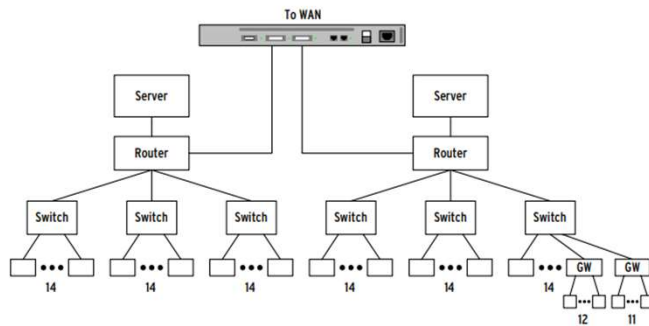 To WAN
Server Server
Router Router
Switch Switch Switch Switch Switch Switch
GW GW
14 14 14 14 14 14
12 11